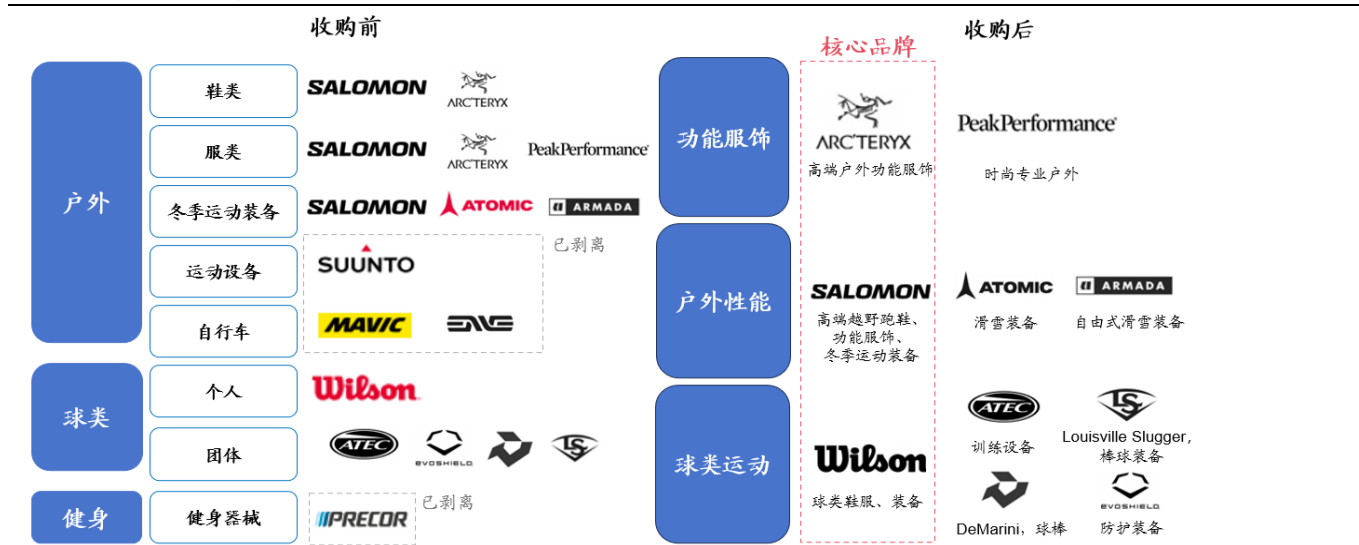 收购前
户外
鞋类
SALOMON
ARC'TERYX
服类
SALOMON
ARC'TERYX
PeakPerformance
冬季运动装备
SALOMON
ATOMIC
ARMADA
运动设备
SUUNTO
已剥离
自行车
MAVIC
ENVE
球类
个人
Wilson
团体
ATEC
EVOSHIELD
LS
健身
健身器械
PRECOR
已剥离
收购后
核心品牌
功能服饰
ARC'TERYX
高端户外功能服饰
PeakPerformance
时尚专业户外
户外性能
SALOMON
高端越野跑鞋、
功能服饰、
冬季运动装备
ATOMIC
滑雪装备
ARMADA
自由式滑雪装备
球类运动
Wilson
球类鞋服、装备
ATEC
训练设备
LS
Louisville Slugger,
棒球装备
DeMarini，球棒
EVOSHIELD
防护装备